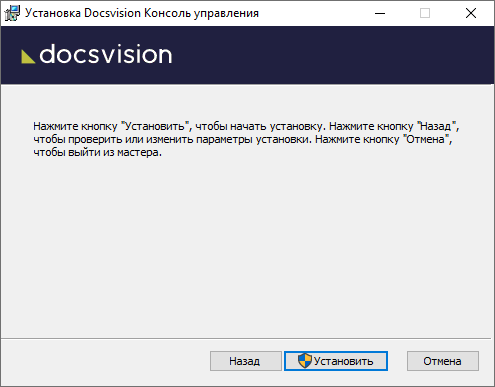 Установка Docsvision Консоль управления
docsvision
Нажмите кнопку "Установить", чтобы начать установку. Нажмите кнопку "Назад",
чтобы проверить или изменить параметры установки. Нажмите кнопку "Отмена",
чтобы выйти из мастера.
Назад
Установить
Отмена